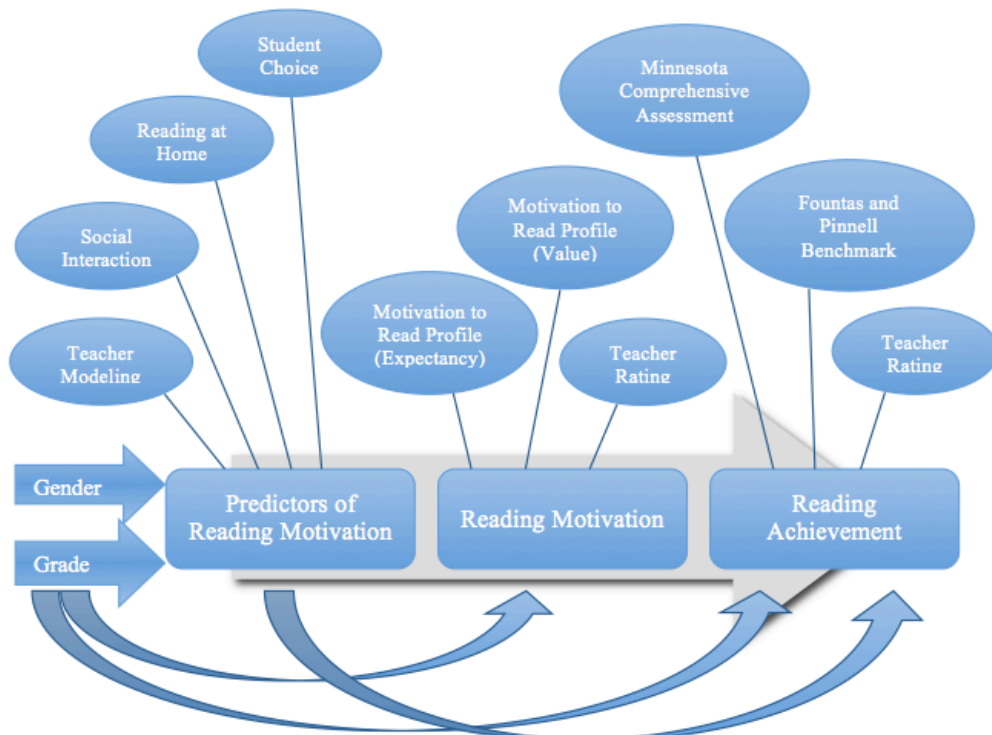 Student
Choice
Minnesota
Comprehensive
Assessment
Reading at
Home
Motivation to
Read Profile
(Value)
Fountas and
Pinnell
Benchmark
Social
Interaction
Motivation to
Read Profile
(Expectancy)
Teacher
Rating
Teacher
Rating
Teacher
Modeling
Gender
Grade
Predictors of
Reading Motivation
Reading Motivation
Reading
Achievement